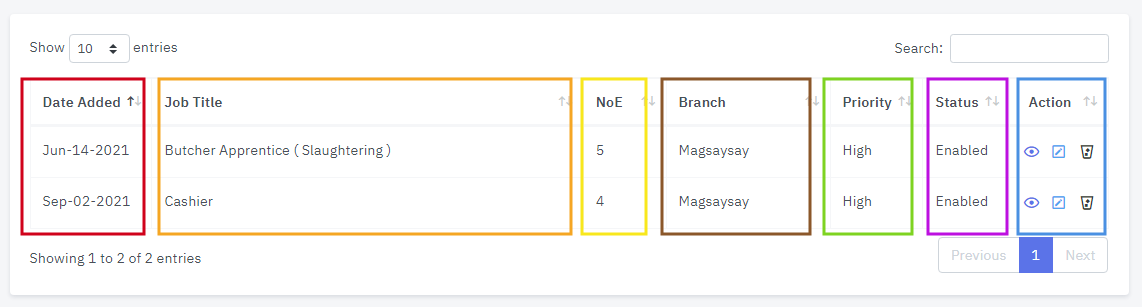 Show 10 entries Search:
Date Added Job Title NoE Branch Priority Status Action
Jun-14-2021 Butcher Apprentice ( Slaughtering ) 5 Magsaysay High Enabled
Sep-02-2021 Cashier 4 Magsaysay High Enabled
Showing 1 to 2 of 2 entries Previous 1 Next